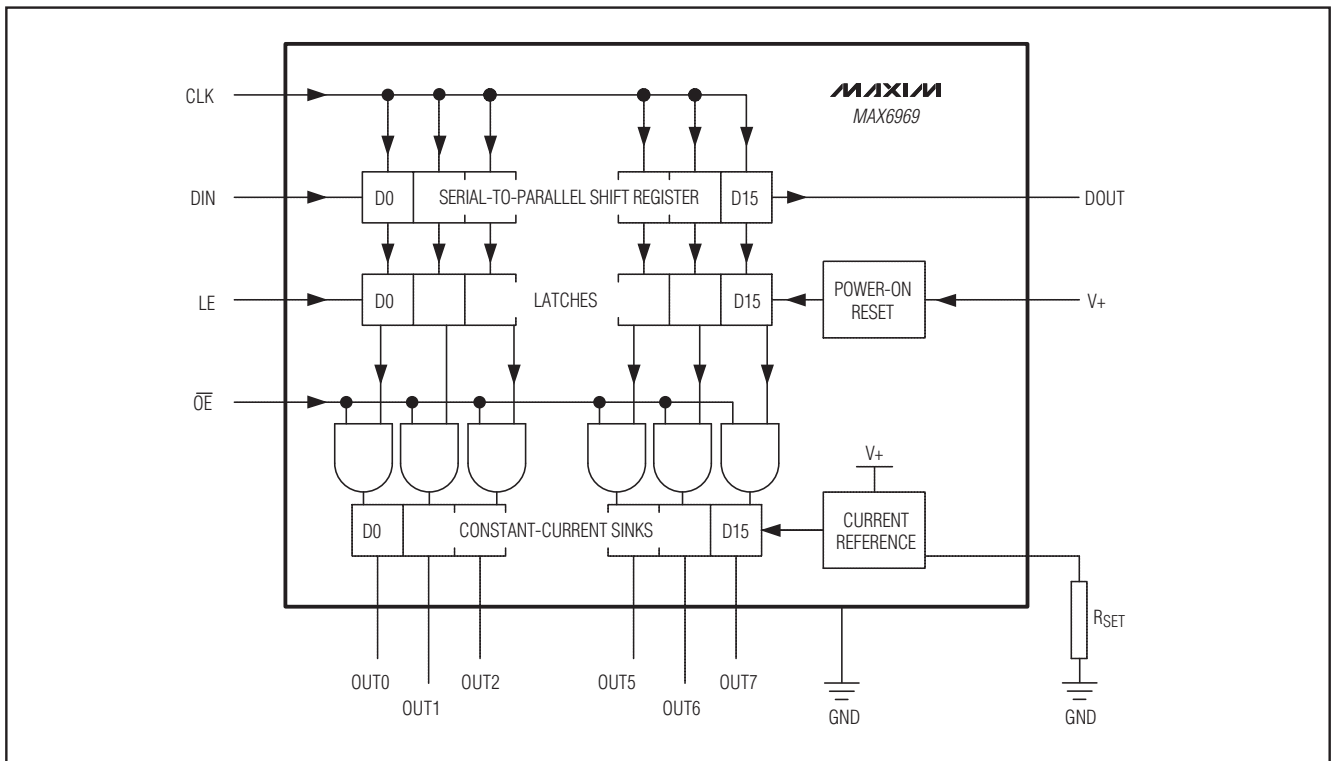 MAXIM
MAX6969
CLK
DIN
D0
SERIAL-TO-PARALLEL SHIFT REGISTER
D15
DOUT
LE
D0
LATCHES
D15
POWER-ON
RESET
V+
O̅E̅
V+
D0
CONSTANT-CURRENT SINKS
D15
CURRENT
REFERENCE
RSET
OUT0
OUT1
OUT2
OUT5
OUT6
OUT7
GND
GND